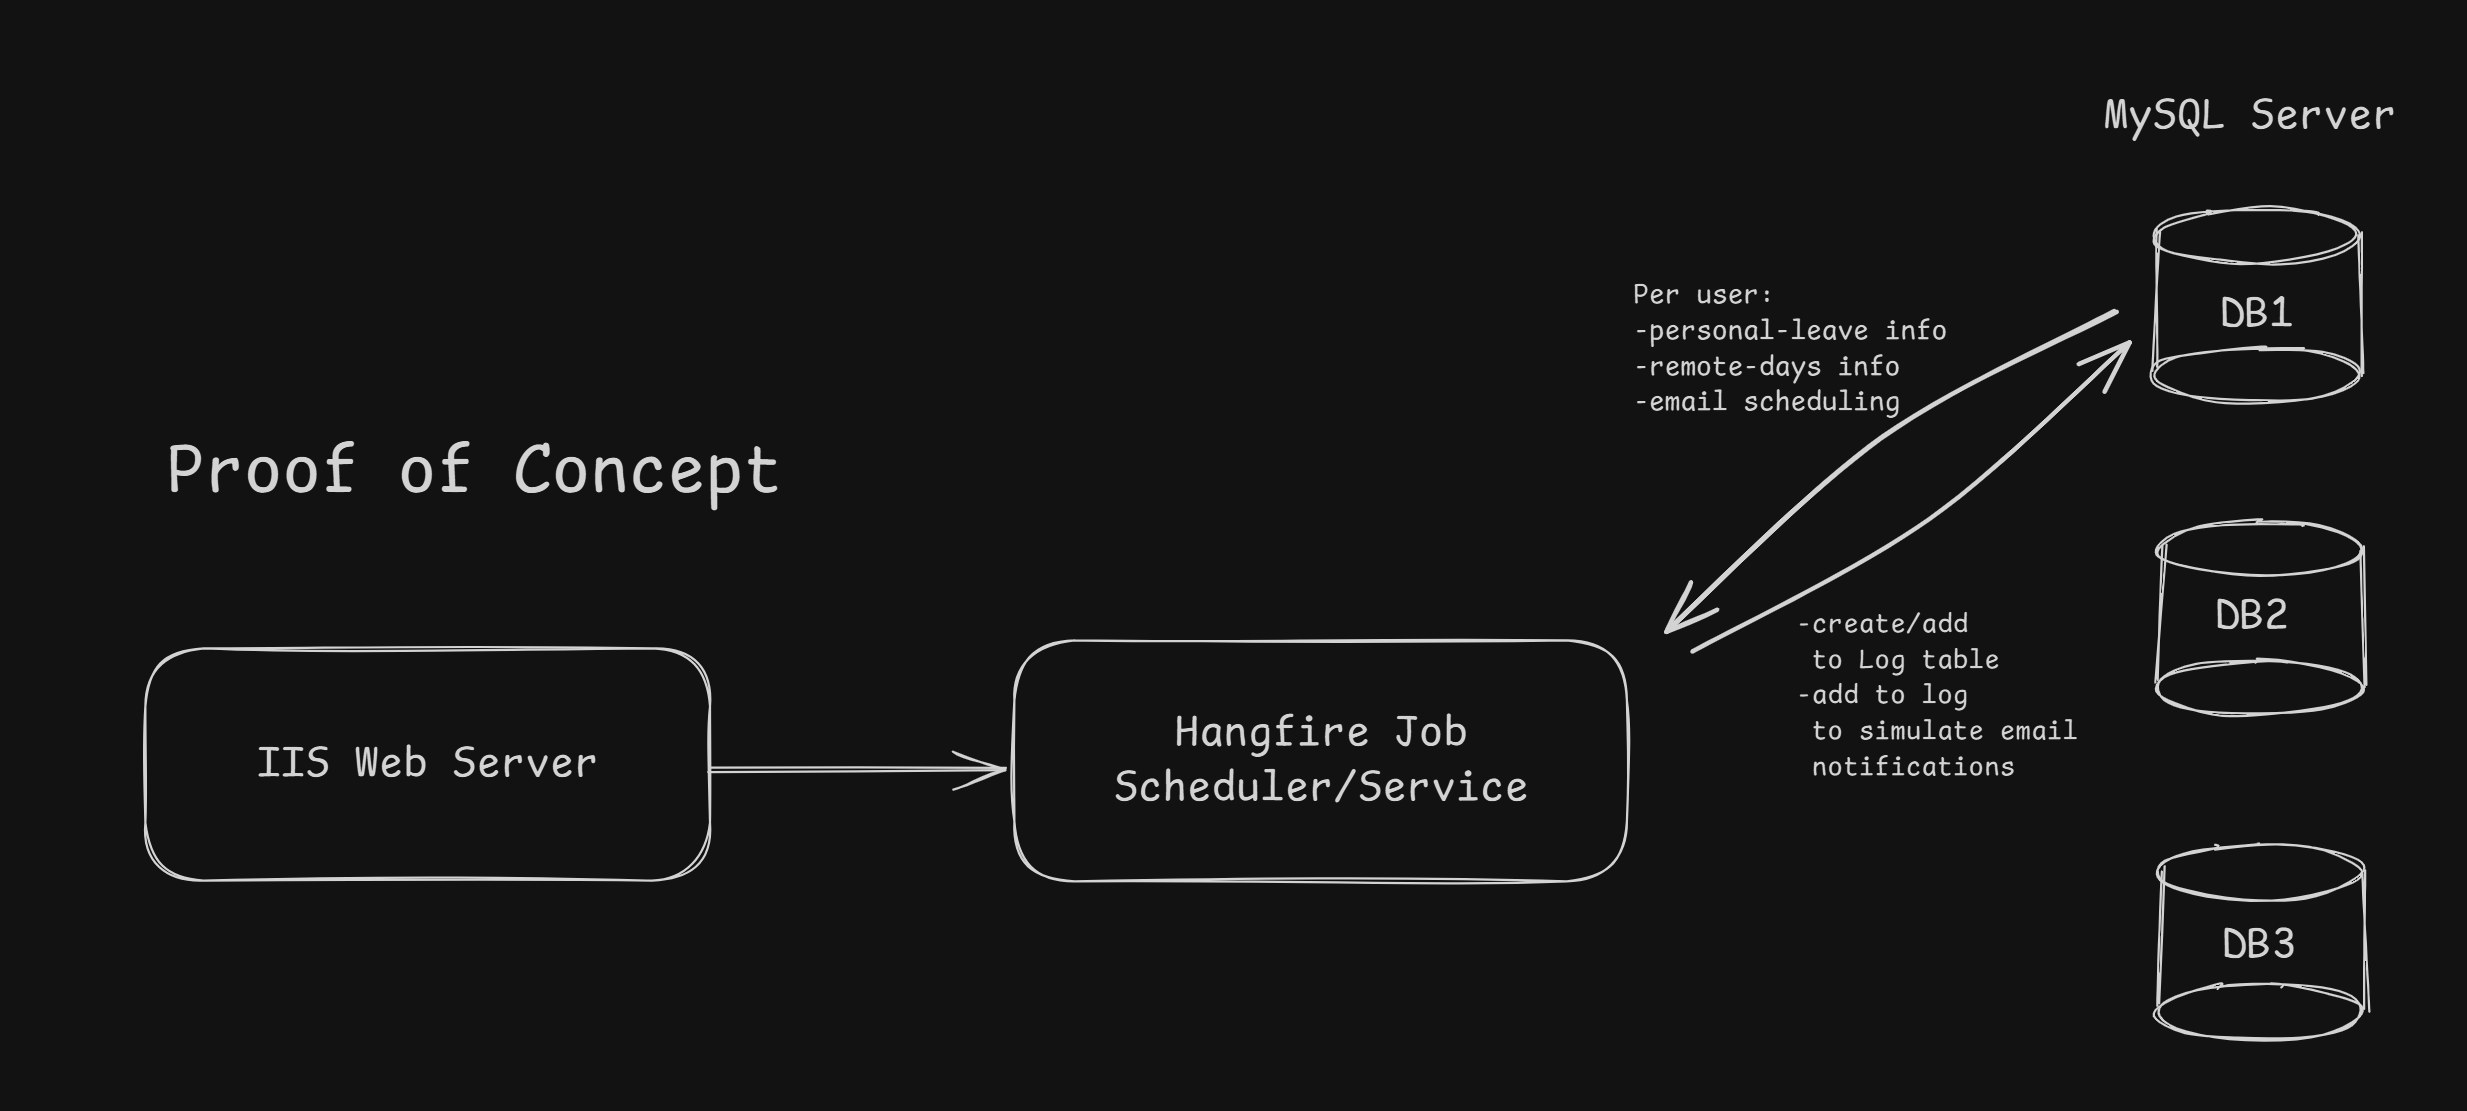 MySQL Server
DB1
Per user:
-personal-leave info
-remote-days info
-email scheduling
Proof of Concept
DB2
-create/add
to Log table
-add to log
to simulate email
notifications
IIS Web Server
Hangfire Job
Scheduler/Service
DB3